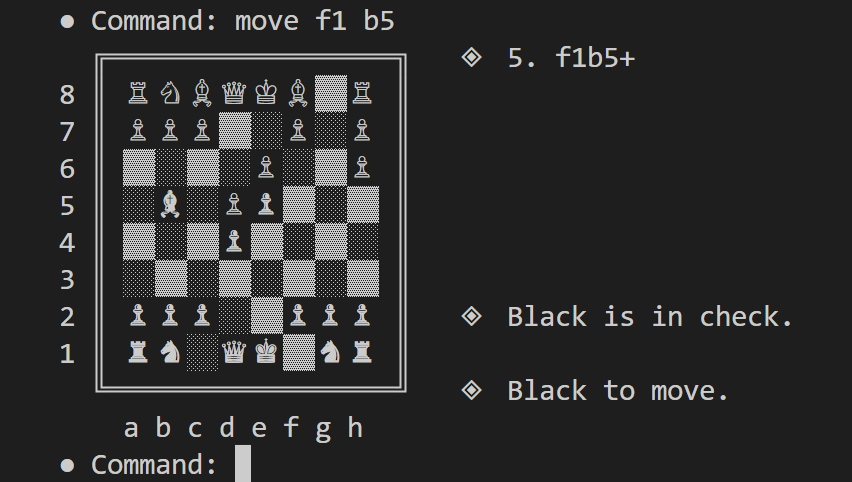 ● Command: move f1 b5
◈ 5. f1b5+
8 ♖♘♗♕♔♗▒♖
7 ♙♙♙▒░♙░♙
6 ▒░▒░♙░▒♙
5 ░♝░♙♟▒░▒
4 ▒░▒♟▒░▒░
3 ░▒░▒░▒░▒
2 ♟♟♟░▒♟♟♟ ◈ Black is in check.
1 ♜♞░♛♚▒♞♜
◈ Black to move.
a b c d e f g h
● Command: